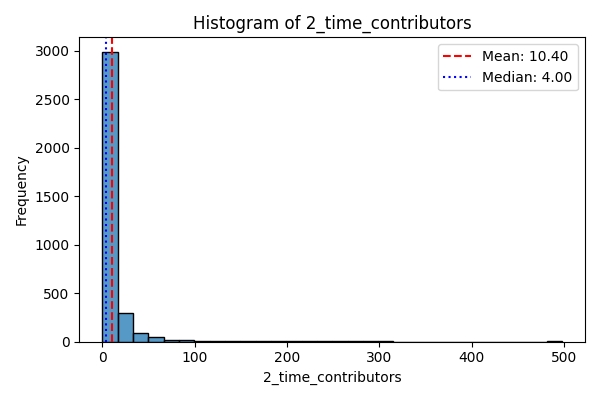 Histogram of 2_time_contributors
Mean: 10.40
Median: 4.00
Frequency
3000
2500
2000
1500
1000
500
0
0 100 200 300 400 500
2_time_contributors